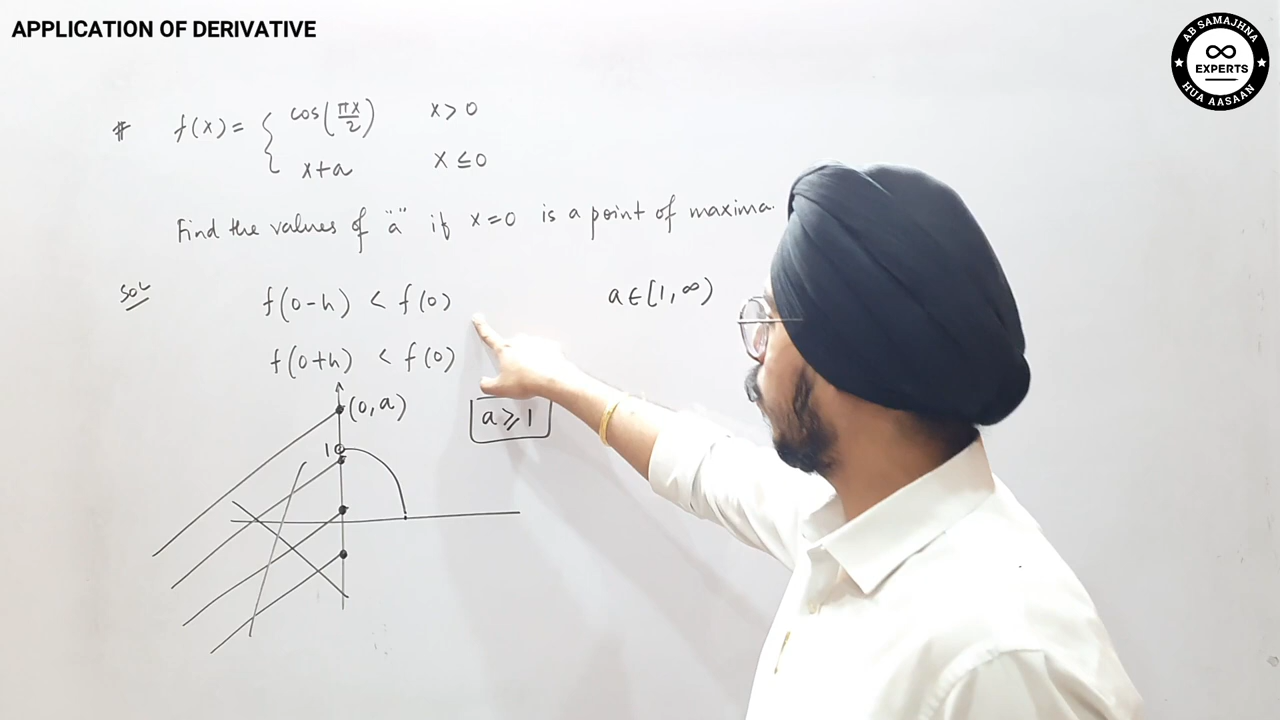 APPLICATION OF DERIVATIVE
AB SAMAJHNA
EXPERTS
HUA AASAAN
# f(x) = { cos(πx/2) x > 0
x+a x ≤ 0
Find the values of "a" if x=0 is a point of maxima.
Sol
f(0-h) < f(0)
a ∈ [1, ∞)
f(0+h) < f(0)
(0, a)
a ≥ 1
1